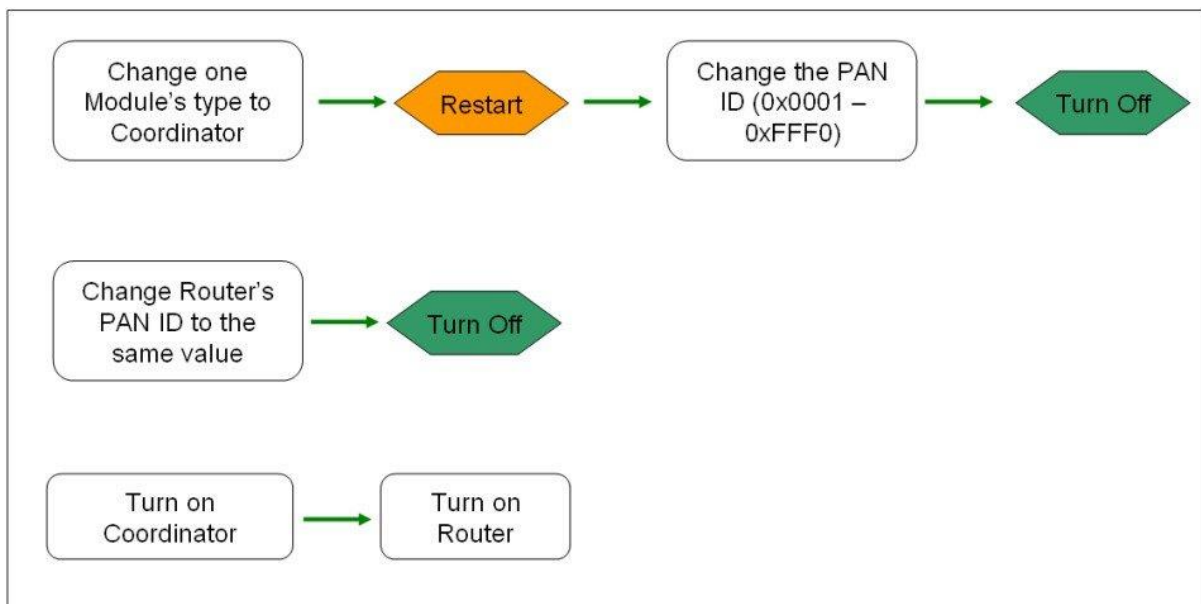 Change one
Module's type to
Coordinator
Restart
Change the PAN
ID (0x0001 –
0xFFF0)
Turn Off
Change Router's
PAN ID to the
same value
Turn Off
Turn on
Coordinator
Turn on
Router